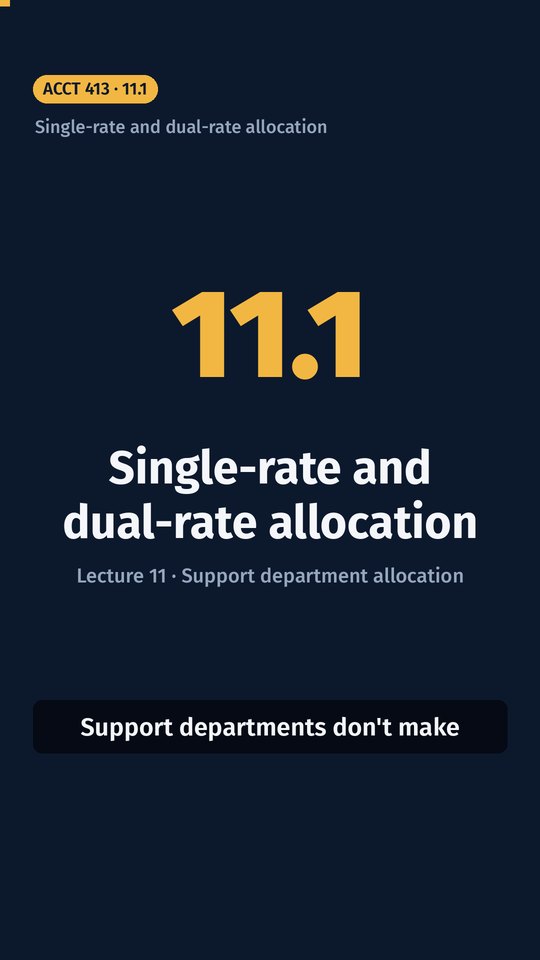 ACCT 413 · 11.1
Single-rate and dual-rate allocation
11.1
Single-rate and
dual-rate allocation
Lecture 11 · Support department allocation
Support departments don't make